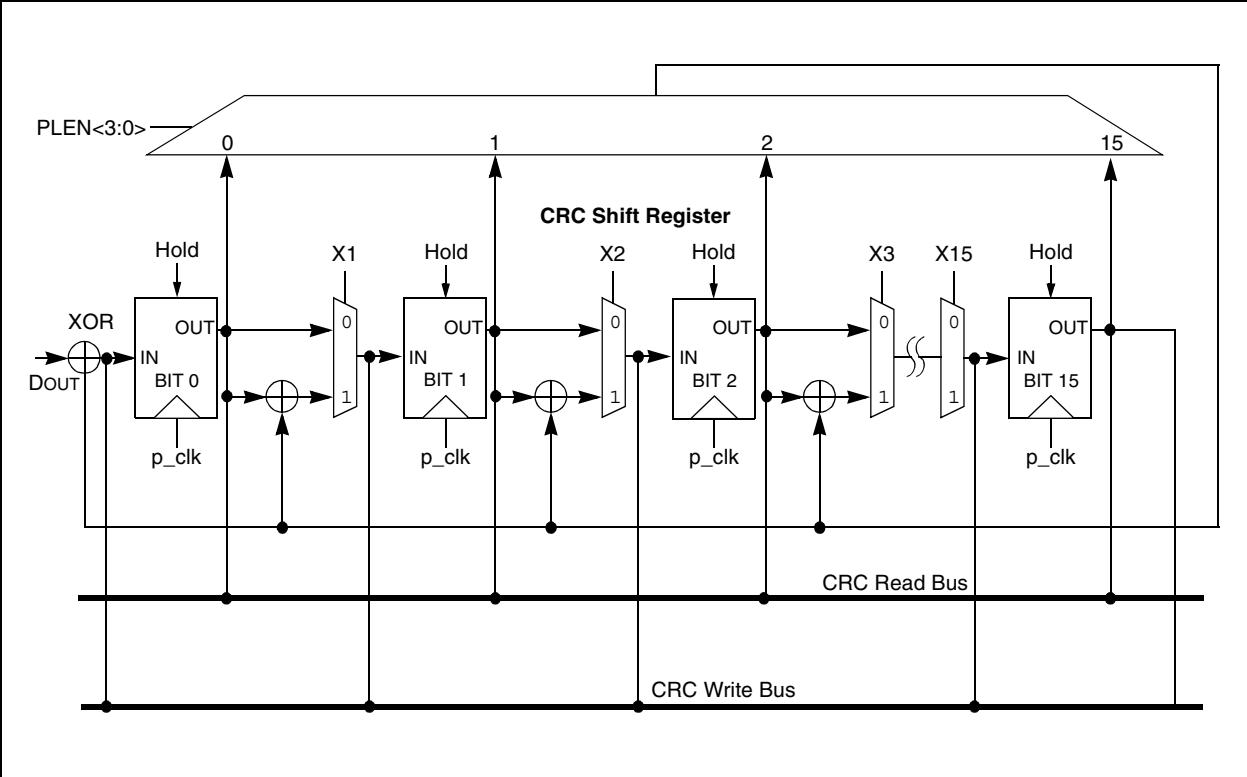 PLEN<3:0>
0 1 2 15
CRC Shift Register
Hold X1 Hold X2 Hold X3 X15 Hold
XOR
OUT 0 OUT 0 OUT 0 0 OUT
IN IN IN IN
DOUT
BIT 0 1 BIT 1 1 BIT 2 1 1 BIT 15
p_clk p_clk p_clk p_clk
CRC Read Bus
CRC Write Bus